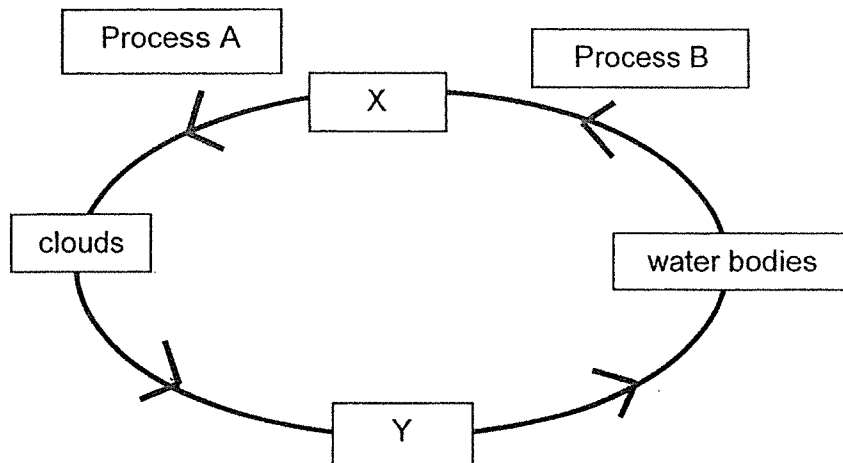 Process A
Process B
X
clouds
water bodies
Y